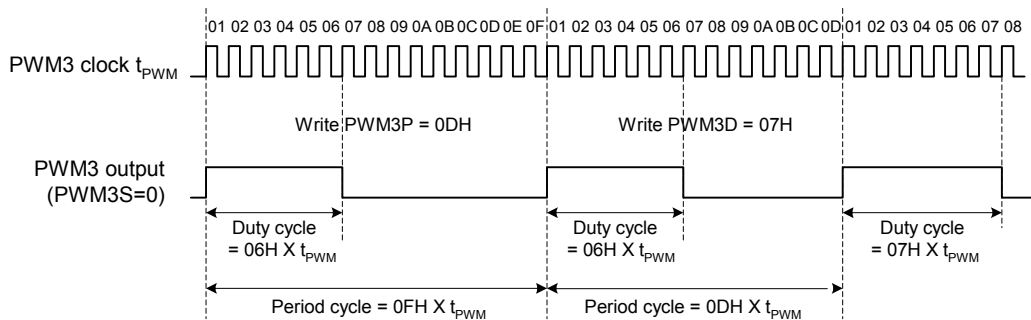 01 02 03 04 05 06 07 08 09 0A 0B 0C 0D 0E 0F 01 02 03 04 05 06 07 08 09 0A 0B 0C 0D 01 02 03 04 05 06 07 08
PWM3 clock tPWM
Write PWM3P = 0DH Write PWM3D = 07H
PWM3 output
(PWM3S=0)
Duty cycle Duty cycle Duty cycle
= 06H X tPWM = 06H X tPWM = 07H X tPWM
Period cycle = 0FH X tPWM Period cycle = 0DH X tPWM